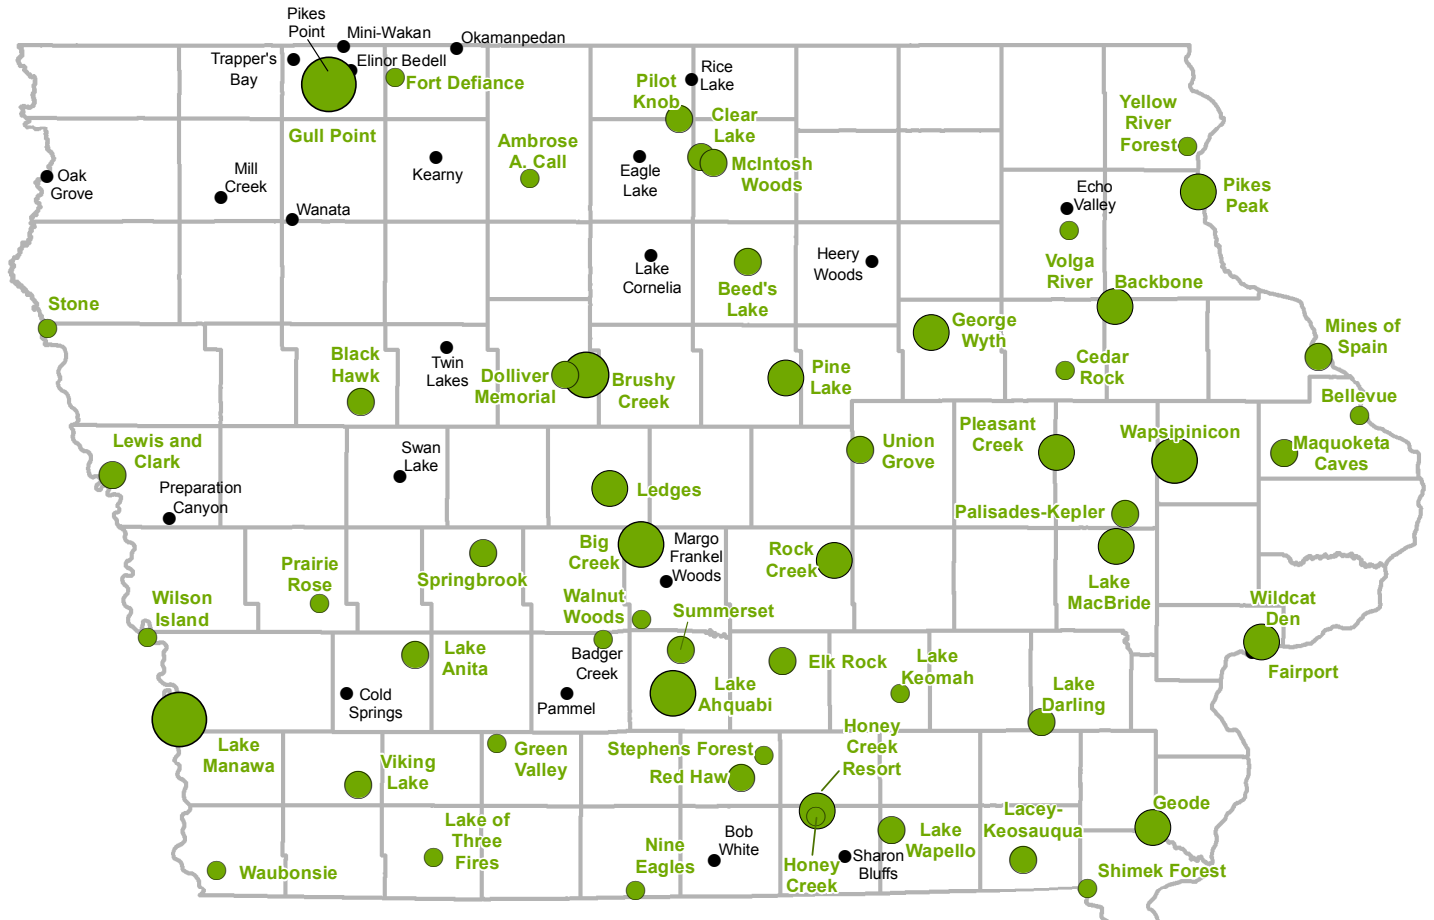 Pikes
Point
Mini-Wakan
Okamanpedan
Trapper's
Bay
Elinor Bedell
Fort Defiance
Gull Point
Rice
Lake
Pilot
Knob
Clear
Lake
McIntosh
Woods
Yellow
River
Forest
Ambrose
A. Call
Oak
Grove
Mill
Creek
Kearny
Eagle
Lake
Wanata
Echo
Valley
Pikes
Peak
Volga
River
Lake
Cornelia
Beed's
Lake
Heery
Woods
Backbone
Stone
George
Wyth
Mines of
Spain
Black
Hawk
Twin
Lakes
Dolliver
Memorial
Brushy
Creek
Pine
Lake
Cedar
Rock
Bellevue
Lewis and
Clark
Swan
Lake
Union
Grove
Pleasant
Creek
Wapsipinicon
Maquoketa
Caves
Preparation
Canyon
Ledges
Palisades-Kepler
Big
Creek
Margo
Frankel
Woods
Rock
Creek
Lake
MacBride
Prairie
Rose
Springbrook
Wilson
Island
Walnut
Woods
Summerset
Wildcat
Den
Fairport
Lake
Anita
Badger
Creek
Elk Rock
Lake
Keomah
Cold
Springs
Pammel
Lake
Ahquabi
Lake
Darling
Lake
Manawa
Viking
Lake
Green
Valley
Stephens Forest
Red Haw
Honey
Creek
Resort
Lake of
Three
Fires
Waubonsie
Nine
Eagles
Bob
White
Honey
Creek
Sharon
Bluffs
Lake
Wapello
Lacey-
Keosauqua
Geode
Shimek Forest